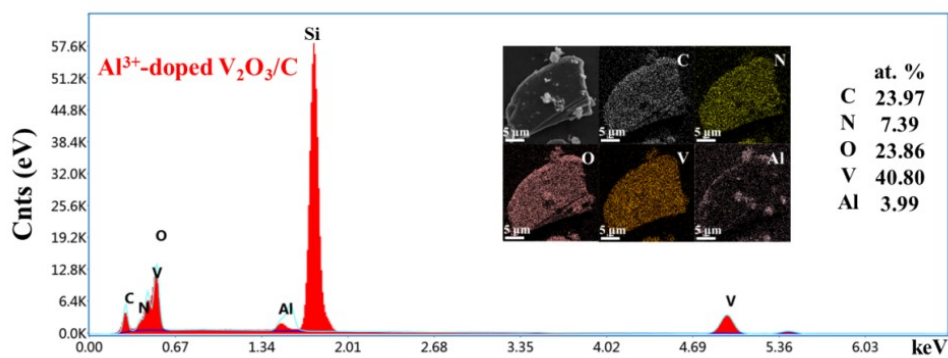 Al³⁺-doped V₂O₃/C
Cnts (eV)
57.6K
51.2K
44.8K
38.4K
32.0K
25.6K
19.2K
12.8K
6.4K
0.0K
C
N
V
O
Al
Si
V
0.00 0.67 1.34 2.01 2.68 3.35 4.02 4.69 5.36 6.03 keV
5 μm
C 5 μm
N 5 μm
O 5 μm
V 5 μm
Al 5 μm
at. %
C 23.97
N 7.39
O 23.86
V 40.80
Al 3.99